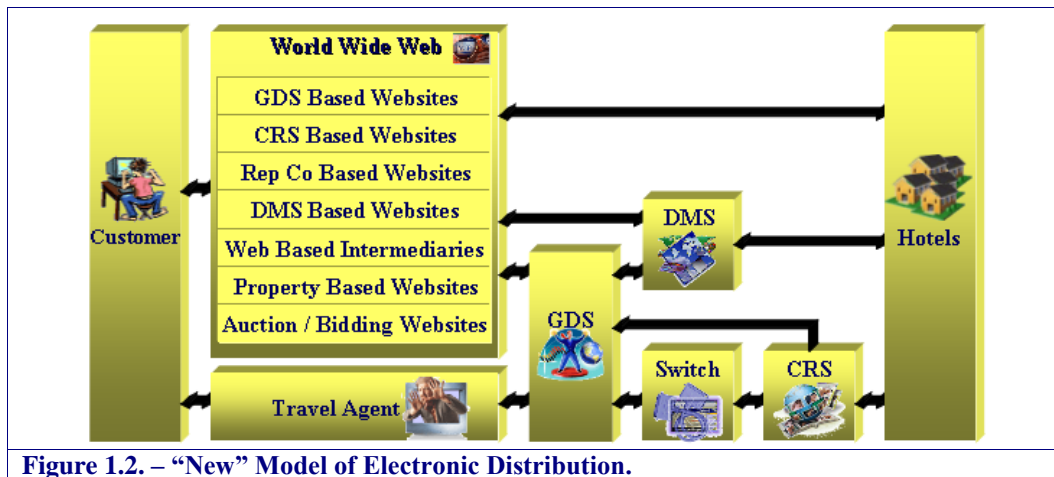 World Wide Web
GDS Based Websites
CRS Based Websites
Rep Co Based Websites
DMS Based Websites
Web Based Intermediaries
Property Based Websites
Auction / Bidding Websites
Customer
Travel Agent
GDS
DMS
Switch
CRS
Hotels
Figure 1.2. – “New” Model of Electronic Distribution.